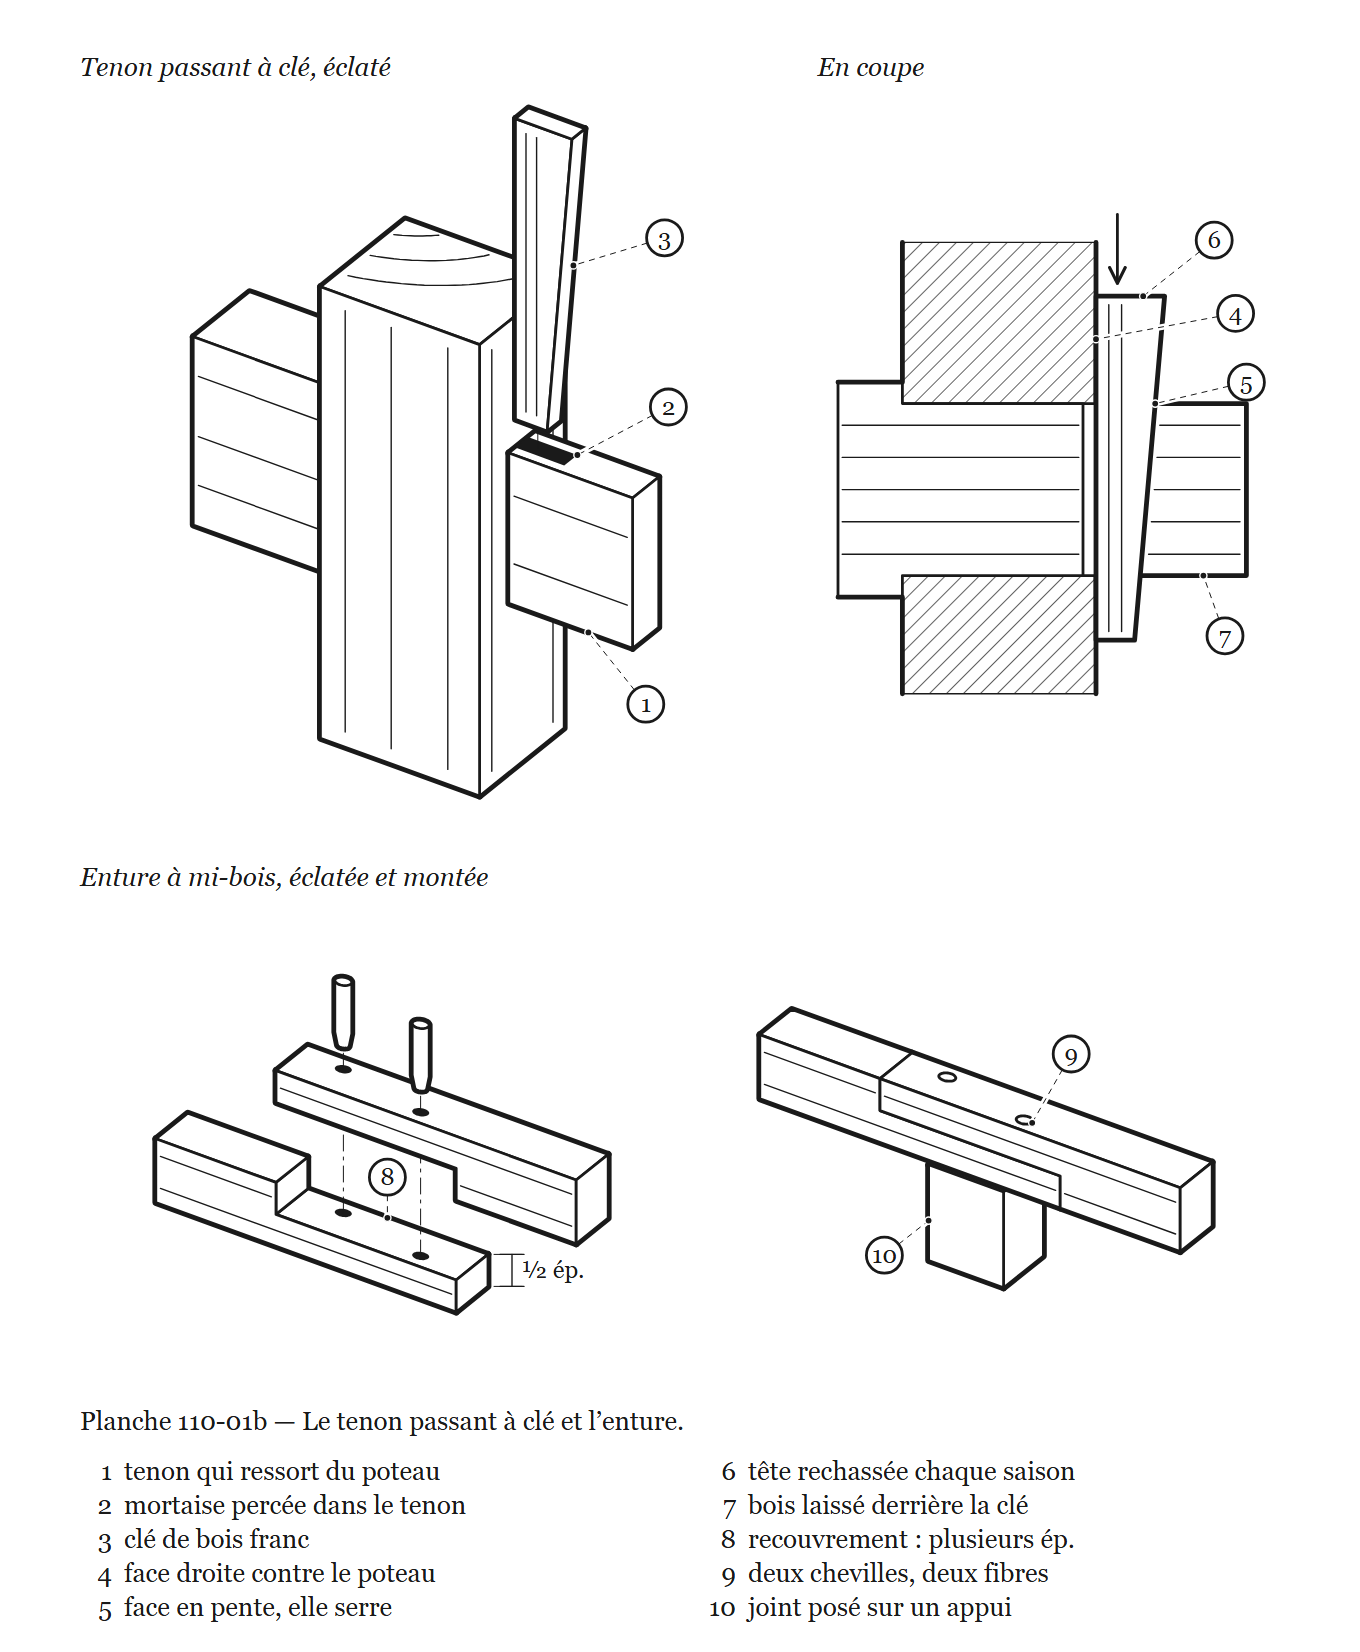 Tenon passant à clé, éclaté
En coupe
3
2
1
6
4
5
7
Enture à mi-bois, éclatée et montée
8
½ ép.
9
10
Planche 110-01b — Le tenon passant à clé et l’enture.
1 tenon qui ressort du poteau
2 mortaise percée dans le tenon
3 clé de bois franc
4 face droite contre le poteau
5 face en pente, elle serre
6 tête rechassée chaque saison
7 bois laissé derrière la clé
8 recouvrement : plusieurs ép.
9 deux chevilles, deux fibres
10 joint posé sur un appui